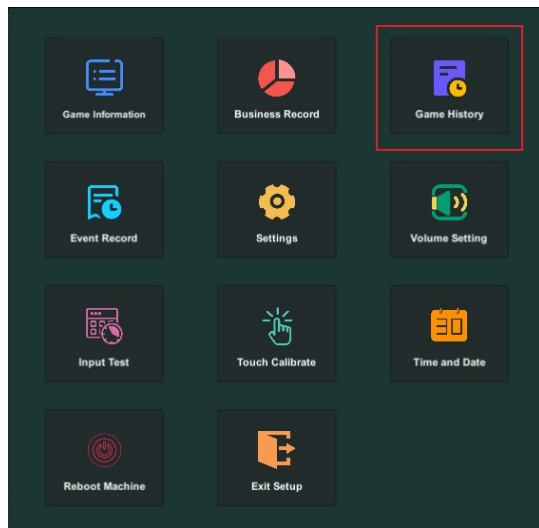 Game Information
Business Record
Game History
Event Record
Settings
Volume Setting
Input Test
Touch Calibrate
30
Time and Date
Reboot Machine
Exit Setup